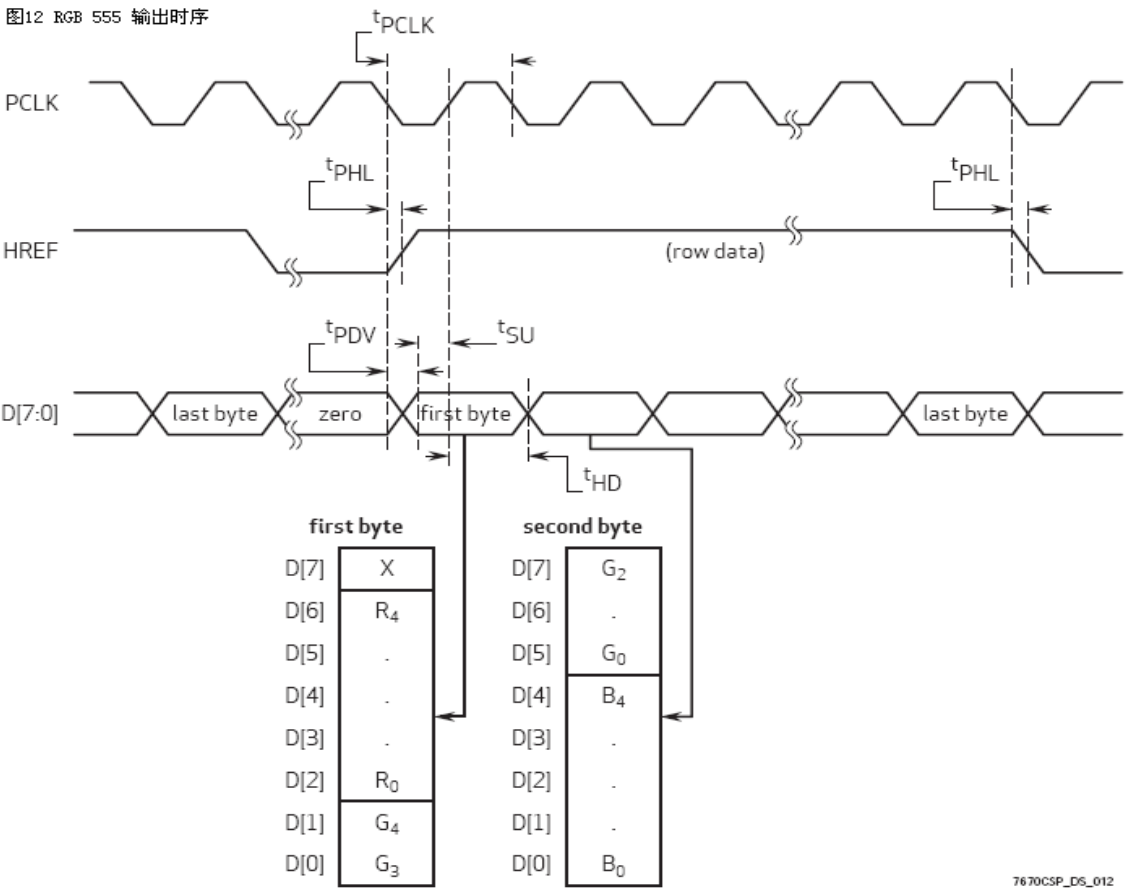 图12 RGB 555 输出时序
tPCLK
PCLK
tPHL
tPHL
HREF
(row data)
tPDV
tSU
D[7:0]
last byte
zero
first byte
last byte
tHD
first byte
second byte
D[7] X
D[7] G2
D[6] R4
D[6] .
D[5] .
D[5] G0
D[4] .
D[4] B4
D[3] .
D[3] .
D[2] R0
D[2] .
D[1] G4
D[1] .
D[0] G3
D[0] B0
7670CSP_DS_012